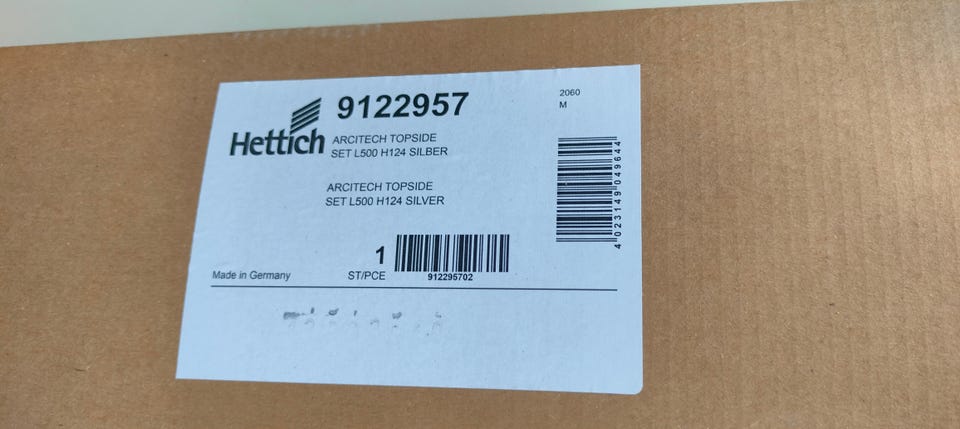 Hettich
9122957
ARCITECH TOPSIDE
SET L500 H124 SILBER
ARCITECH TOPSIDE
SET L500 H124 SILVER
1
ST/PCE
912295702
Made in Germany
2060
M
4023149049644